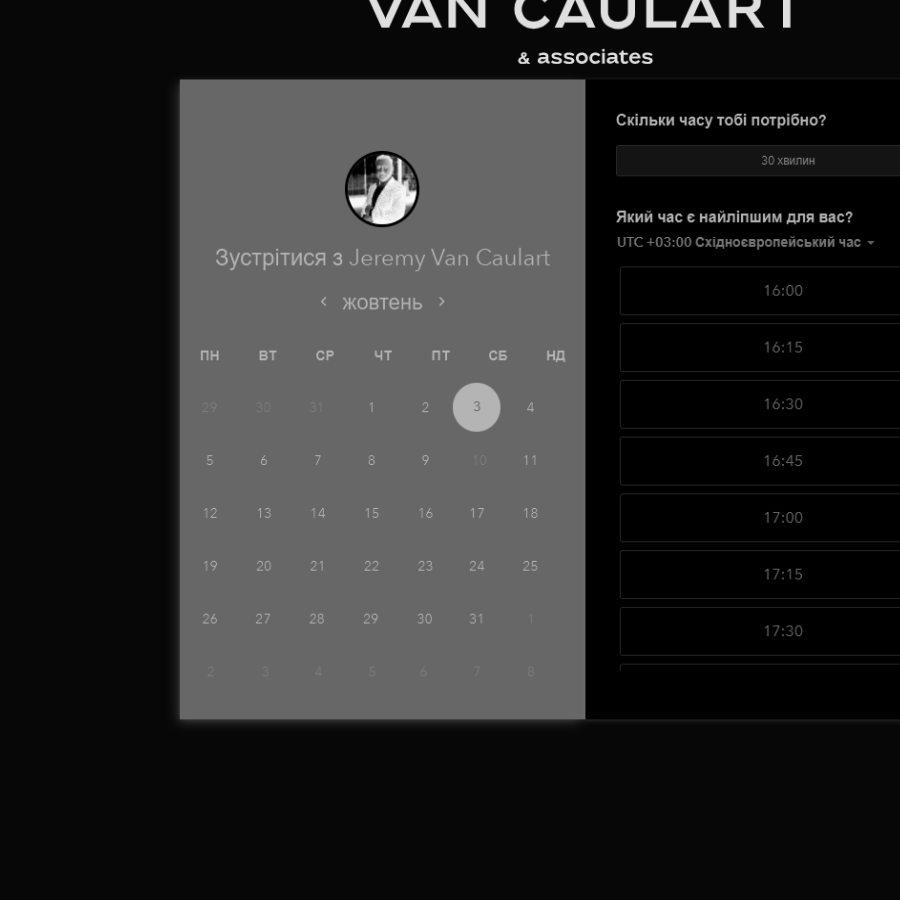 VAN CAULART
& associates
Зустрітися з Jeremy Van Caulart
жовтень
ПН ВТ СР ЧТ ПТ СБ НД
29 30 31 1 2 3 4
5 6 7 8 9 10 11
12 13 14 15 16 17 18
19 20 21 22 23 24 25
26 27 28 29 30 31 1
2 3 4 5 6 7 8
Скільки часу тобі потрібно?
30 хвилин
Який час є найліпшим для вас?
UTC +03:00 Східноєвропейський час
16:00
16:15
16:30
16:45
17:00
17:15
17:30